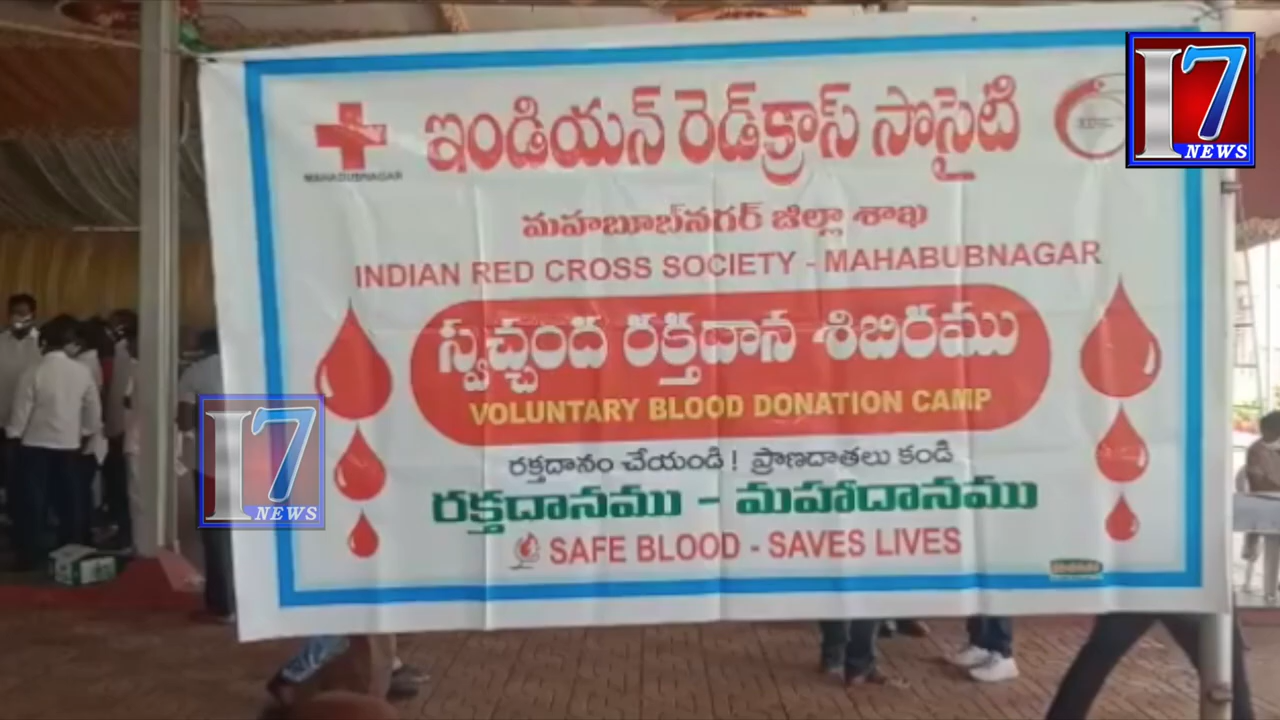 I7 NEWS
ఇండియన్ రెడ్‌క్రాస్ సొసైటి
MAHABUBNAGAR
మహబూబ్‌నగర్ జిల్లా శాఖ
INDIAN RED CROSS SOCIETY - MAHABUBNAGAR
స్వచ్ఛంద రక్తదాన శిబిరము
VOLUNTARY BLOOD DONATION CAMP
I7 NEWS
రక్తదానం చేయండి! ప్రాణదాతలు కండి
రక్తదానము - మహాదానము
SAFE BLOOD - SAVES LIVES